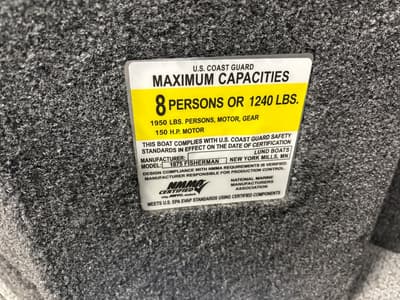 U.S. COAST GUARD
MAXIMUM CAPACITIES
8 PERSONS OR 1240 LBS.
1950 LBS. PERSONS, MOTOR, GEAR
150 H.P. MOTOR
THIS BOAT COMPLIES WITH U.S. COAST GUARD SAFETY
STANDARDS IN EFFECT ON THE DATE OF CERTIFICATION
MANUFACTURER: LUND BOATS
MODEL: 1875 FISHERMAN NEW YORK MILLS, MN
DESIGN COMPLIANCE WITH NMMA REQUIREMENTS IS VERIFIED.
MANUFACTURER RESPONSIBLE FOR PRODUCTION CONTROL.
NMMA
CERTIFIED
NATIONAL MARINE
MANUFACTURERS
ASSOCIATION
MEETS U.S. EPA EVAP STANDARDS USING CERTIFIED COMPONENTS